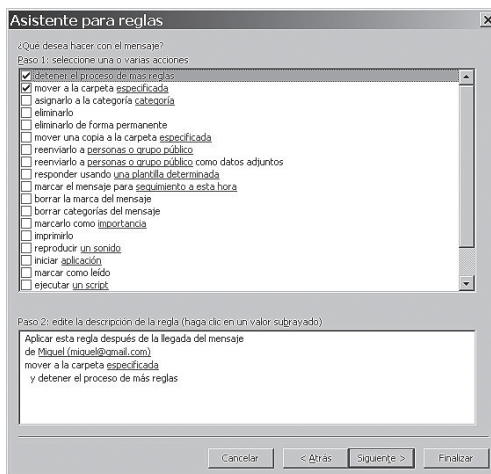 Asistente para reglas
¿Qué desea hacer con el mensaje?
Paso 1: seleccione una o varias acciones
detener el proceso de más reglas
mover a la carpeta especificada
asignarlo a la categoría categoría
eliminarlo
eliminarlo de forma permanente
mover una copia a la carpeta especificada
reenviarlo a personas o grupo público
reenviarlo a personas o grupo público como datos adjuntos
responder usando una plantilla determinada
marcar el mensaje para seguimiento a esta hora
borrar la marca del mensaje
borrar categorías del mensaje
marcarlo como importancia
imprimirlo
reproducir un sonido
iniciar aplicación
marcar como leído
ejecutar un script
Paso 2: edite la descripción de la regla (haga clic en un valor subrayado)
Aplicar esta regla después de la llegada del mensaje
de Miguel (miguel@gmail.com)
mover a la carpeta especificada
y detener el proceso de más reglas
Cancelar
< Atrás
Siguiente >
Finalizar